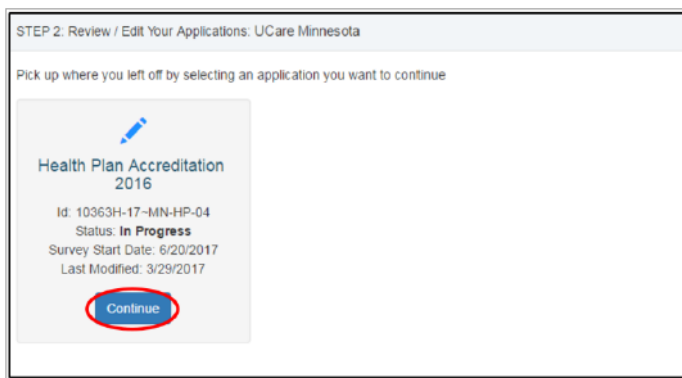 STEP 2: Review / Edit Your Applications: UCare Minnesota
Pick up where you left off by selecting an application you want to continue
Health Plan Accreditation
2016
Id: 10363H-17~MN-HP-04
Status: In Progress
Survey Start Date: 6/20/2017
Last Modified: 3/29/2017
Continue